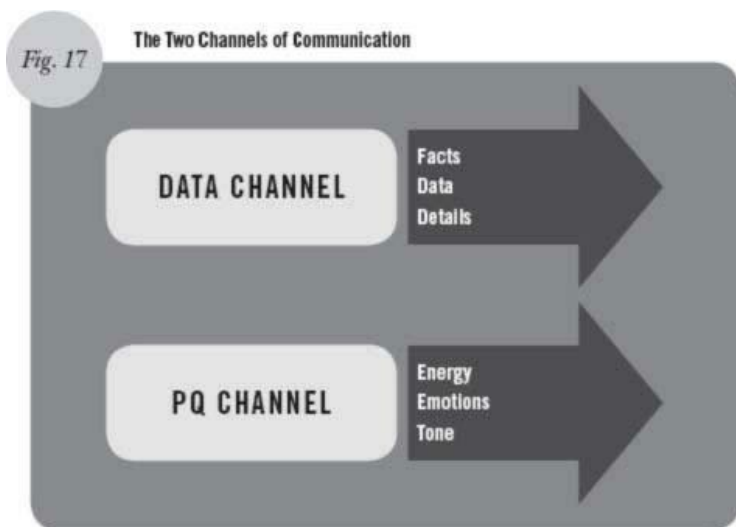 Fig. 17
The Two Channels of Communication
DATA CHANNEL
Facts
Data
Details
PQ CHANNEL
Energy
Emotions
Tone